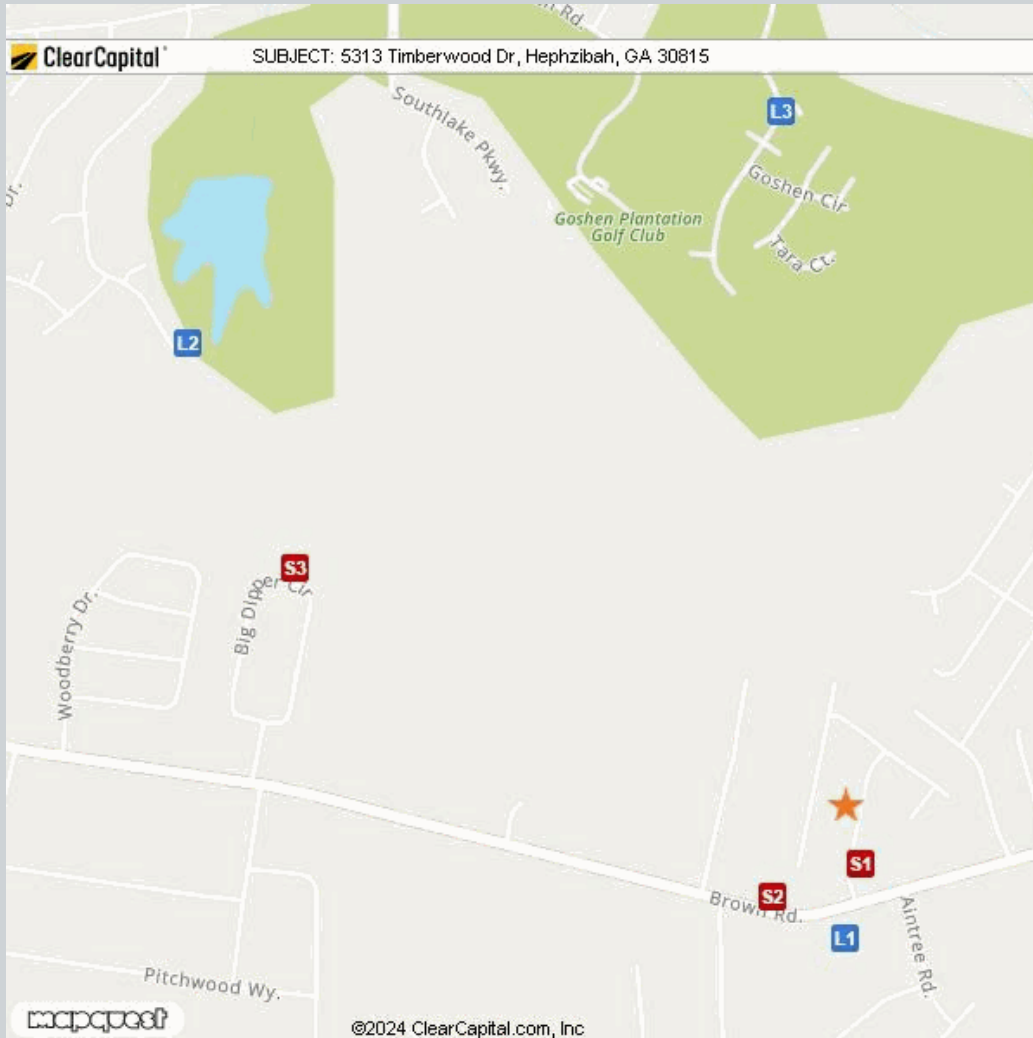 Rd.
ClearCapital
SUBJECT: 5313 Timberwood Dr, Hephzibah, GA 30815
Southlake Pkwy.
L3
Dr.
Goshen Cir
Goshen Plantation
Golf Club
Tara Ct.
L2
S3
Big Dipper Cir
Woodberry Dr.
S1
S2
Brown Rd.
L1
Aintree Rd.
Pitchwood Wy.
mapquest
©2024 ClearCapital.com, Inc